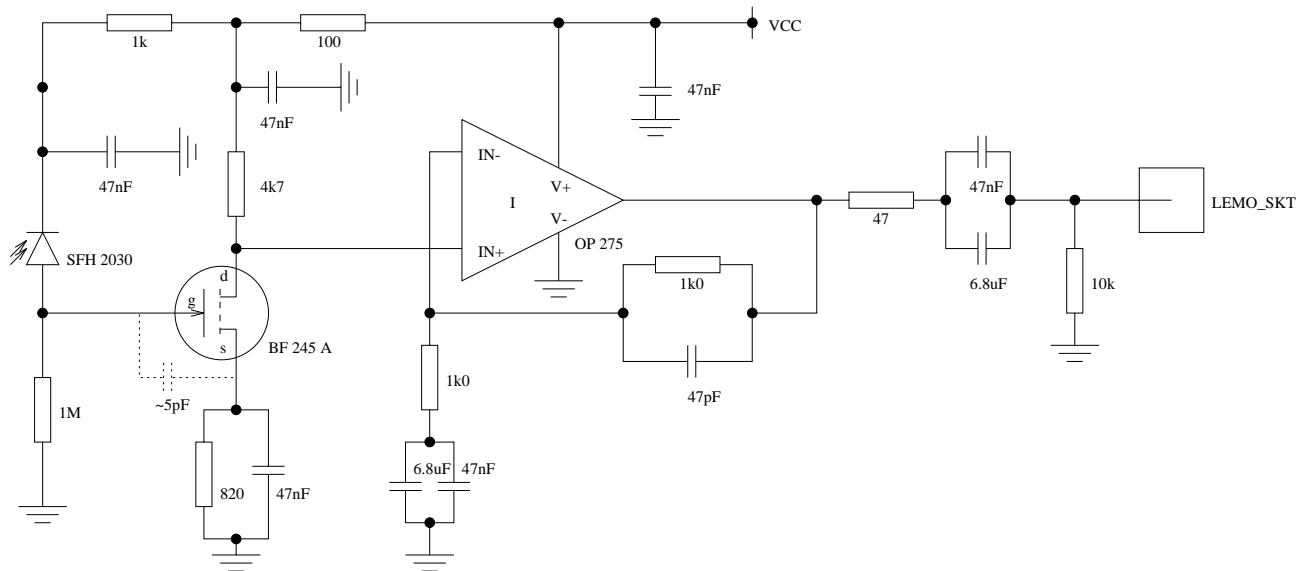 1k
100
VCC
47nF
47nF
47nF
4k7
IN-
V+
I
V-
IN+
OP 275
47nF
47
6.8uF
LEMO_SKT
10k
SFH 2030
d
g
s
BF 245 A
1k0
47pF
1k0
~5pF
1M
820
47nF
6.8uF
47nF